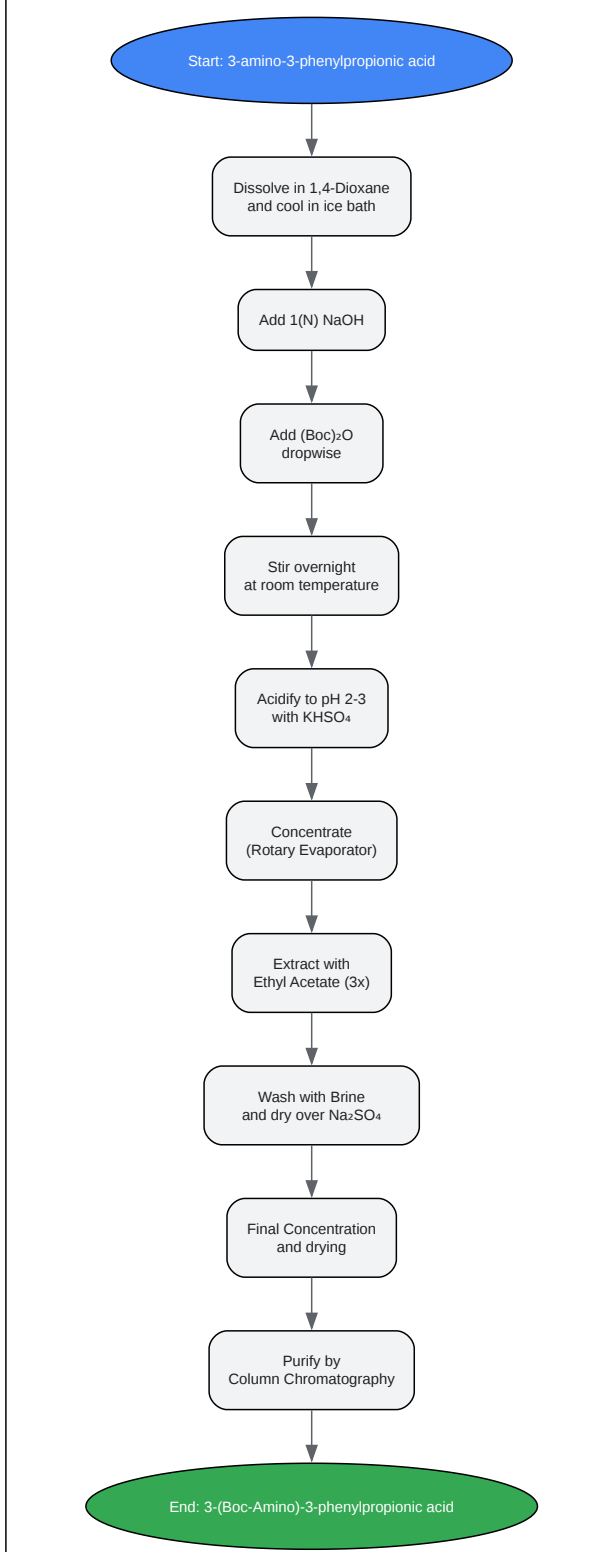 Start: 3-amino-3-phenylpropionic acid
Dissolve in 1,4-Dioxane
and cool in ice bath
Add 1(N) NaOH
Add (Boc)₂O
dropwise
Stir overnight
at room temperature
Acidify to pH 2-3
with KHSO₄
Concentrate
(Rotary Evaporator)
Extract with
Ethyl Acetate (3x)
Wash with Brine
and dry over Na₂SO₄
Final Concentration
and drying
Purify by
Column Chromatography
End: 3-(Boc-Amino)-3-phenylpropionic acid